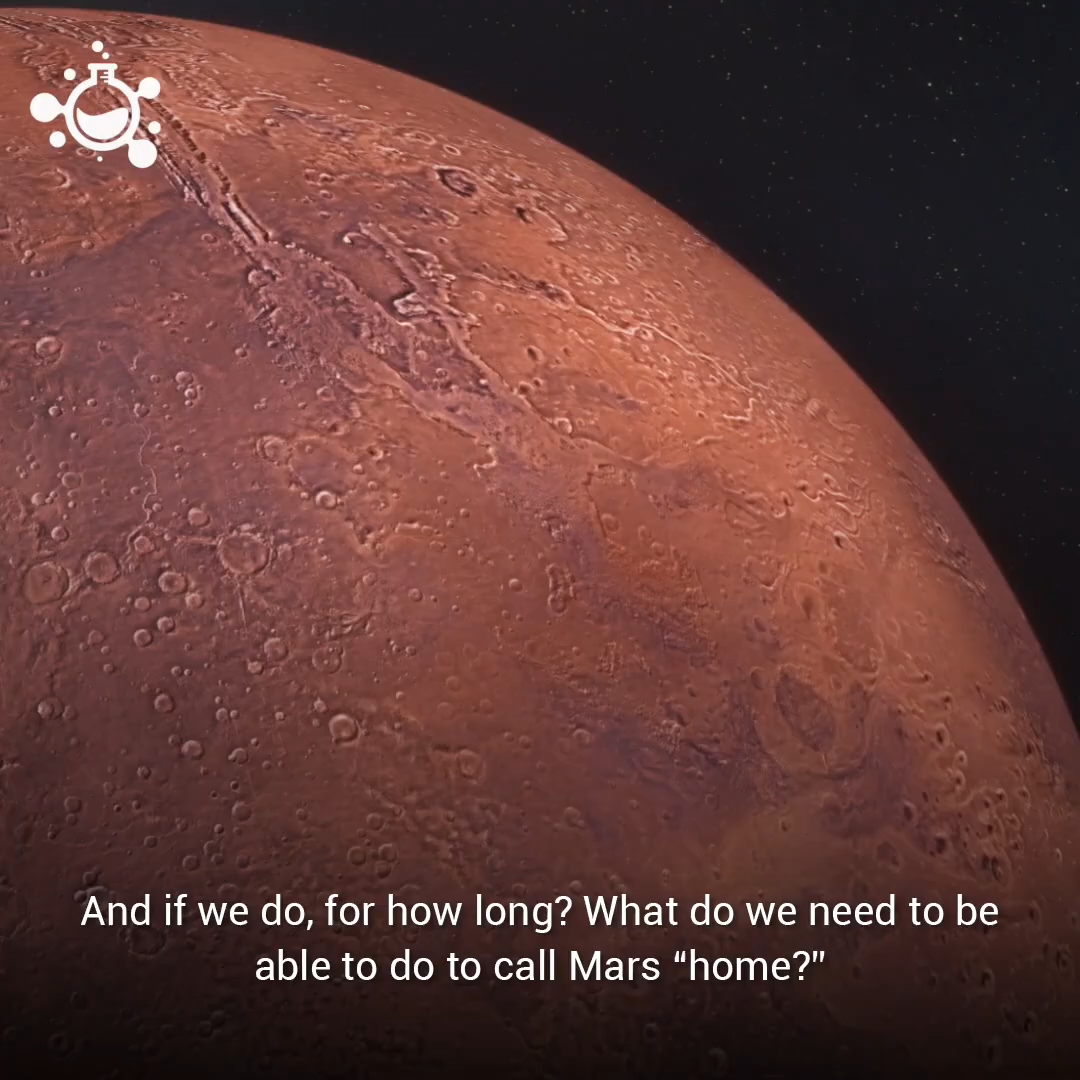 And if we do, for how long? What do we need to be
able to do to call Mars “home?”